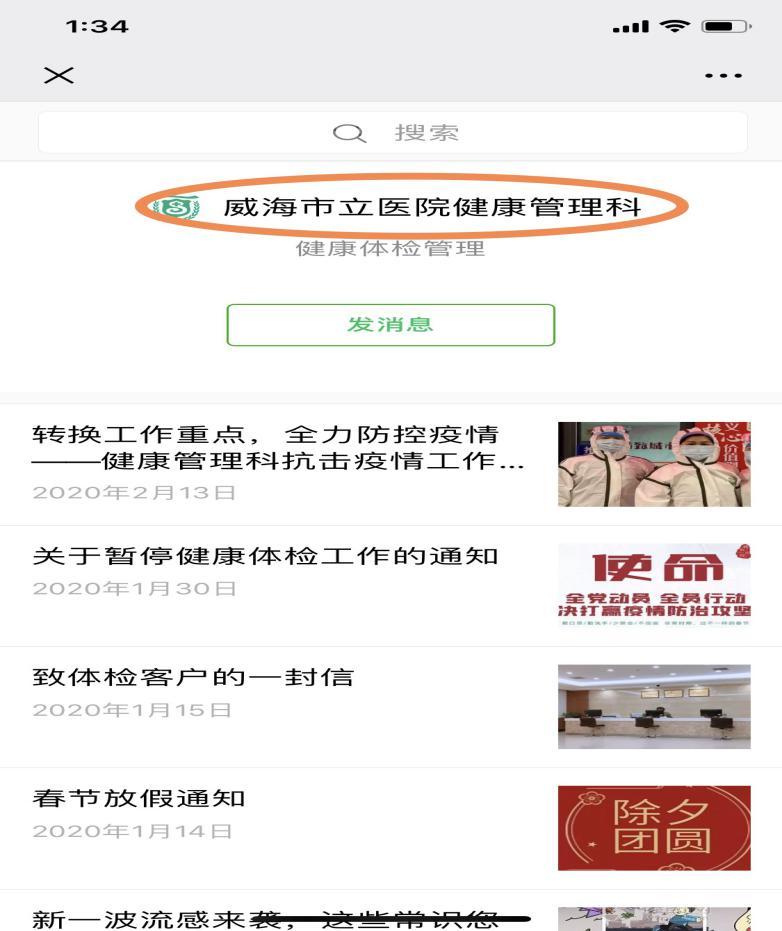 1:34
搜索
威海市立医院健康管理科
健康体检管理
发消息
转换工作重点，全力防控疫情
——健康管理科抗击疫情工作...
2020年2月13日
关于暂停健康体检工作的通知
2020年1月30日
使命
全党动员 全员行动
决打赢疫情防治攻坚
致体检客户的一封信
2020年1月15日
春节放假通知
2020年1月14日
除夕
团圆
新一波流感来袭，这些常识您